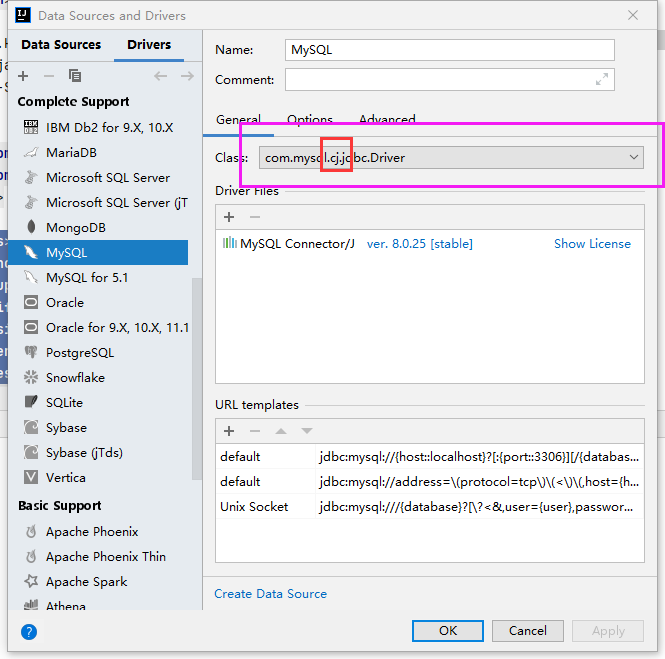 Data Sources and Drivers
Data Sources
Drivers
Complete Support
IBM Db2 for 9.X, 10.X
MariaDB
Microsoft SQL Server
Microsoft SQL Server (jT
MongoDB
MySQL
MySQL for 5.1
Oracle
Oracle for 9.X, 10.X, 11.1
PostgreSQL
Snowflake
SQLite
Sybase
Sybase (jTds)
Vertica
Basic Support
Apache Phoenix
Apache Phoenix Thin
Apache Spark
Athena
Name: MySQL
Comment:
General Options Advanced
Class: com.mysql.cj.jdbc.Driver
Driver Files
MySQL Connector/J ver. 8.0.25 [stable] Show License
URL templates
default jdbc:mysql://{host::localhost}?[:{port::3306}][/{databas...
default jdbc:mysql://address=\(protocol=tcp\)\(<\)\(,host={h...
Unix Socket jdbc:mysql:///{database}?[\?<&,user={user},passwor...
Create Data Source
? OK Cancel Apply